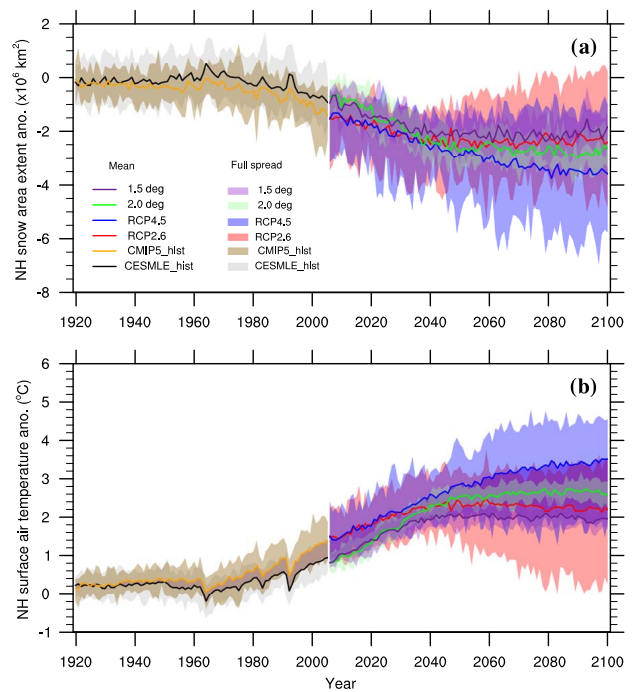 NH snow area extent ano. (x10⁶ km²)
2
0
-2
-4
-6
-8
(a)
Mean
Full spread
1.5 deg
1.5 deg
2.0 deg
2.0 deg
RCP4.5
RCP4.5
RCP2.6
RCP2.6
CMIP5_hIst
CMIP5_hIst
CESMLE_hist
CESMLE_hIst
1920 1940 1960 1980 2000 2020 2040 2060 2080 2100
NH surface air temperature ano. (°C)
6
5
4
3
2
1
0
-1
(b)
1920 1940 1960 1980 2000 2020 2040 2060 2080 2100
Year